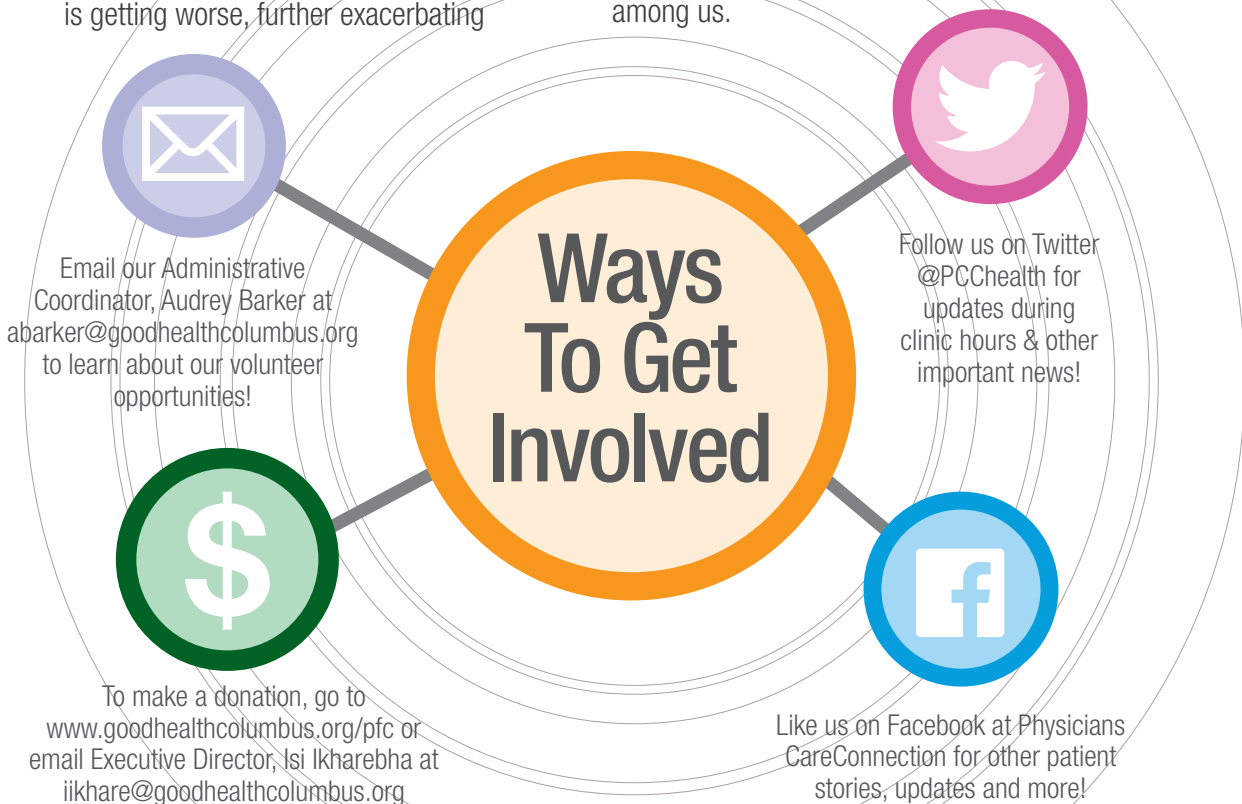 is getting worse, further exacerbating
among us.
Email our Administrative
Coordinator, Audrey Barker at
abarker@goodhealthcolumbus.org
to learn about our volunteer
opportunities!
Ways
To Get
Involved
Follow us on Twitter
@PCChealth for
updates during
clinic hours & other
important news!
$
To make a donation, go to
www.goodhealthcolumbus.org/pfc or
email Executive Director, Isi Ikharebha at
iikhare@goodhealthcolumbus.org
f
Like us on Facebook at Physicians
CareConnection for other patient
stories, updates and more!